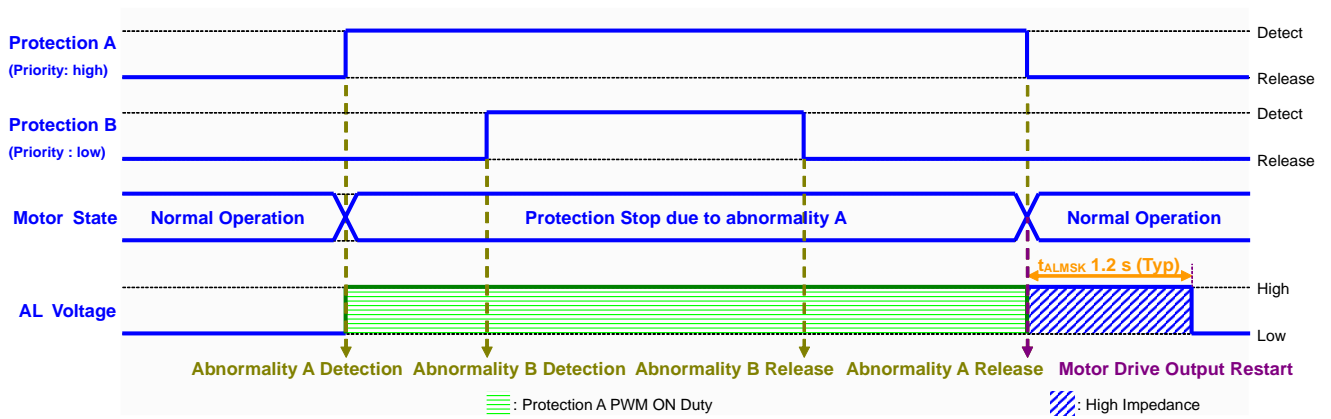 Protection A
(Priority: high)
Detect
Release
Protection B
(Priority : low)
Detect
Release
Motor State
Normal Operation
Protection Stop due to abnormality A
Normal Operation
tALMSK 1.2 s (Typ)
AL Voltage
High
Low
Abnormality A Detection
Abnormality B Detection
Abnormality B Release
Abnormality A Release
Motor Drive Output Restart
: Protection A PWM ON Duty
: High Impedance